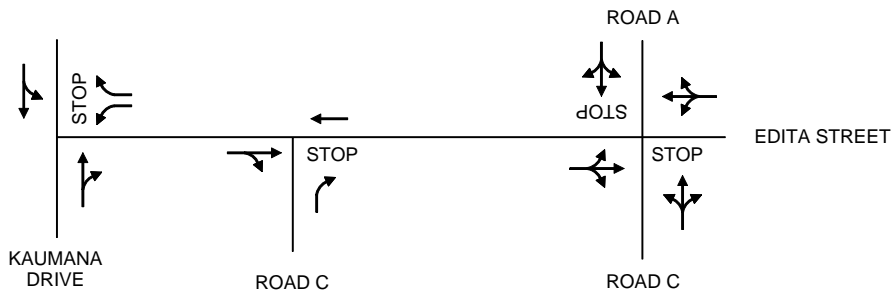 ROAD A
STOP
STOP
EDITA STREET
STOP
STOP
KAUMANA
DRIVE
ROAD C
ROAD C